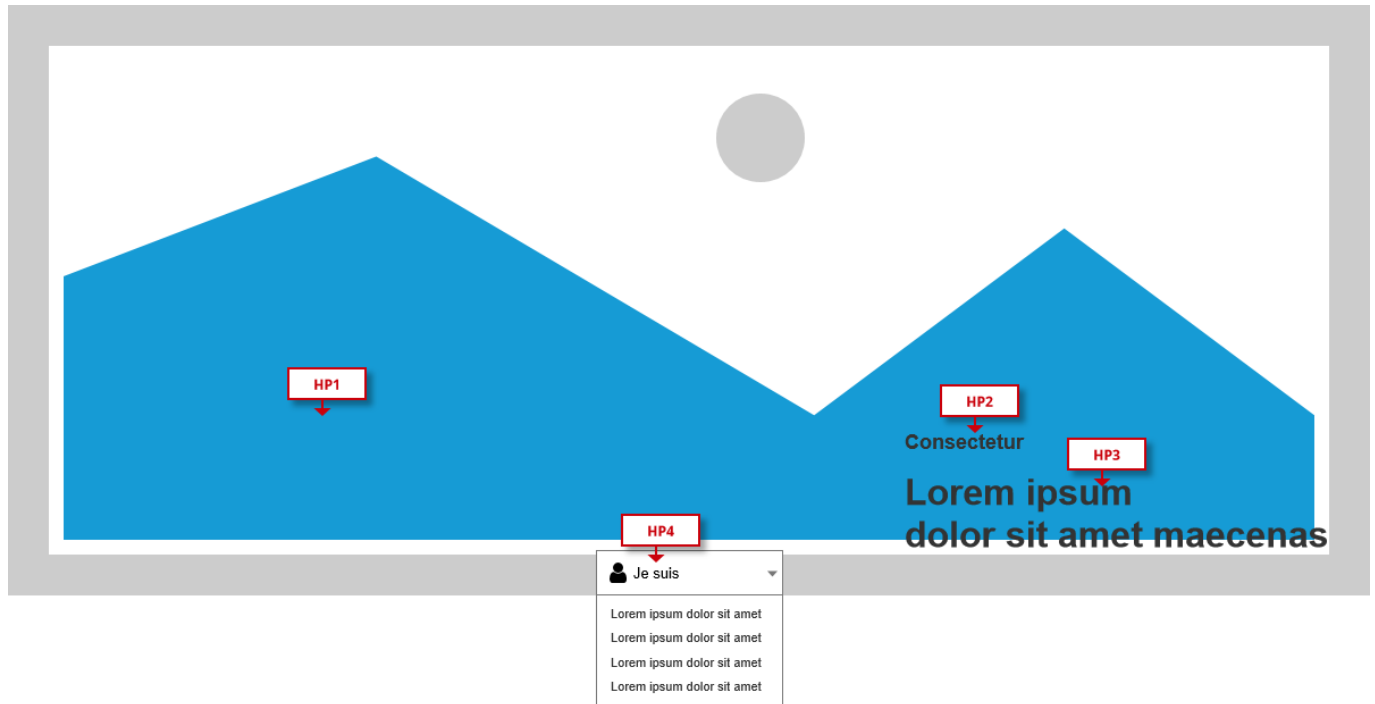 HP1
HP2
Consectetur
HP3
Lorem ipsum
dolor sit amet maecenas
HP4
Je suis
Lorem ipsum dolor sit amet
Lorem ipsum dolor sit amet
Lorem ipsum dolor sit amet
Lorem ipsum dolor sit amet